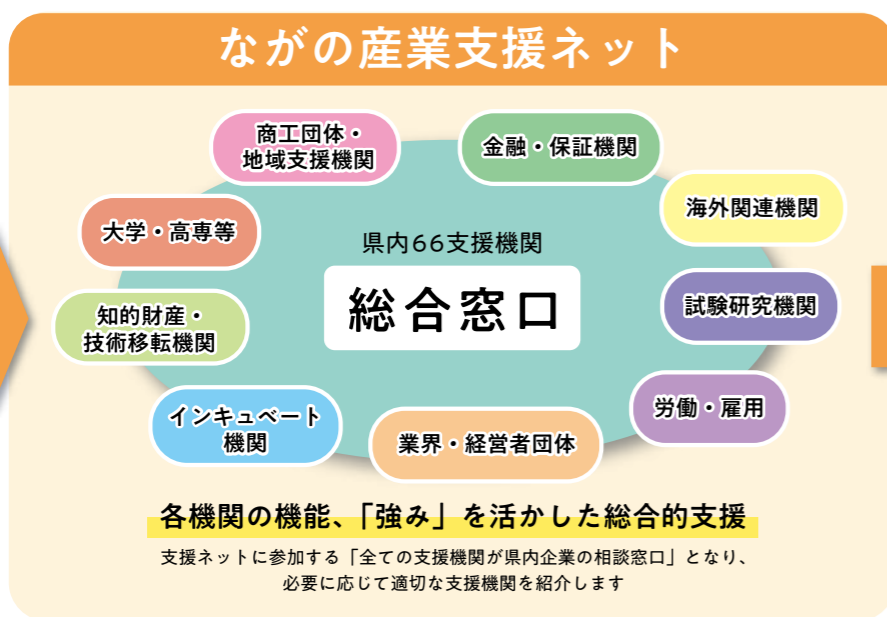 ながの産業支援ネット
商工団体・
地域支援機関
金融・保証機関
海外関連機関
大学・高専等
県内66支援機関
総合窓口
試験研究機関
知的財産・
技術移転機関
労働・雇用
インキュベート
機関
業界・経営者団体
各機関の機能、「強み」を活かした総合的支援
支援ネットに参加する「全ての支援機関が県内企業の相談窓口」となり、
必要に応じて適切な支援機関を紹介します